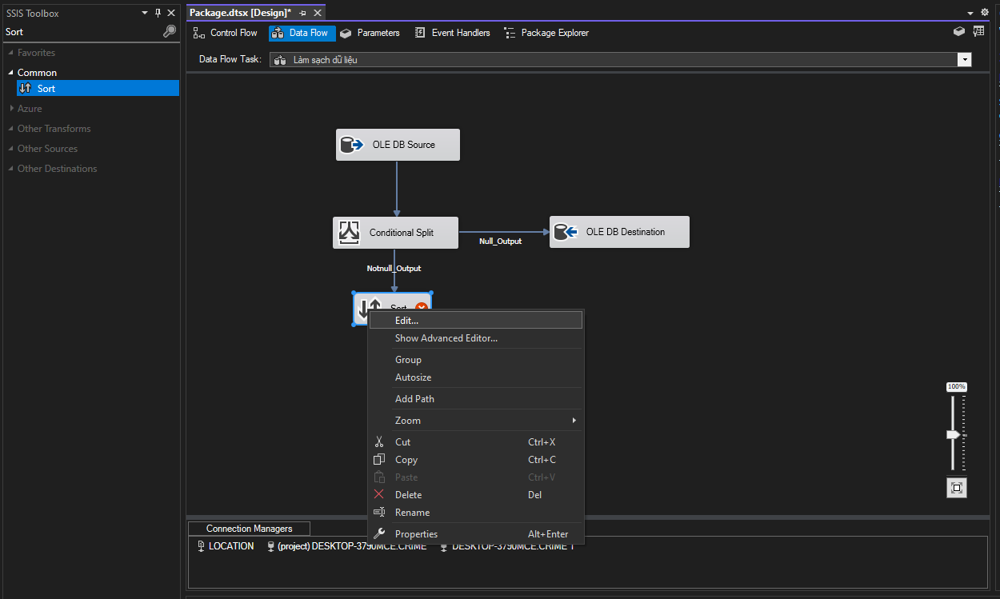 SSIS Toolbox
Sort
Favorites
Common
Sort
Azure
Other Transforms
Other Sources
Other Destinations
Package.dtsx [Design]*
Control Flow
Data Flow
Parameters
Event Handlers
Package Explorer
Data Flow Task:
Làm sạch dữ liệu
OLE DB Source
Conditional Split
Null_Output
OLE DB Destination
Notnull_Output
Sort
Edit...
Show Advanced Editor...
Group
Autosize
Add Path
Zoom
Cut Ctrl+X
Copy Ctrl+C
Paste Ctrl+V
Delete Del
Rename
Properties Alt+Enter
100%
Connection Managers
LOCATION
(project) DESKTOP-3790MCE.CRIME
DESKTOP-3790MCE.CRIME 1